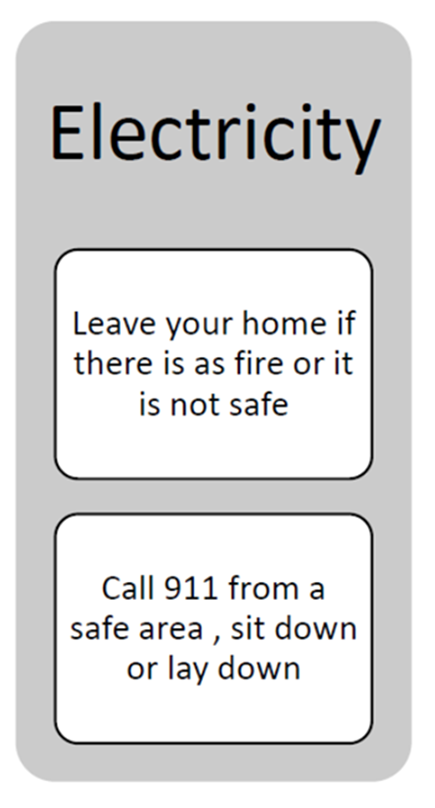 Electricity
Leave your home if
there is as fire or it
is not safe
Call 911 from a
safe area , sit down
or lay down